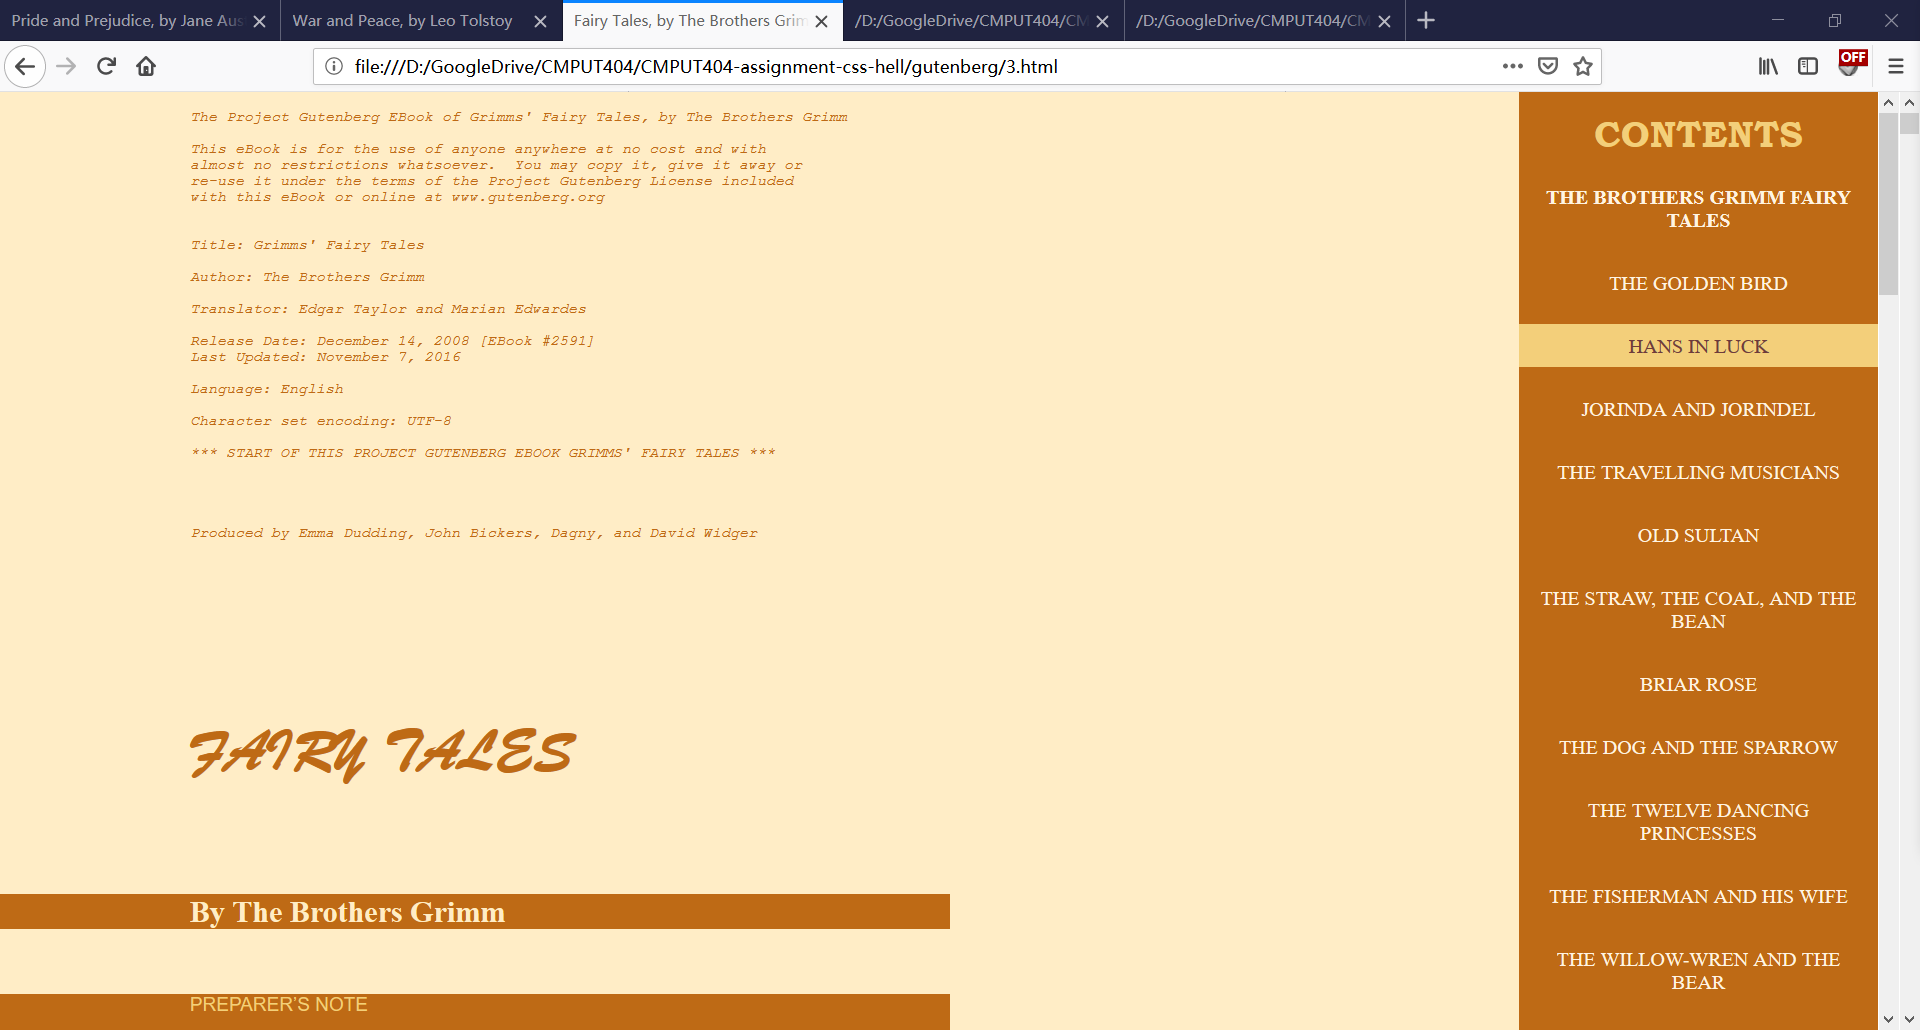 Pride and Prejudice, by Jane Aus
War and Peace, by Leo Tolstoy
Fairy Tales, by The Brothers Grim
/D:/GoogleDrive/CMPUT404/CM
/D:/GoogleDrive/CMPUT404/CM
file:///D:/GoogleDrive/CMPUT404/CMPUT404-assignment-css-hell/gutenberg/3.html
OFF
The Project Gutenberg EBook of Grimms' Fairy Tales, by The Brothers Grimm
This eBook is for the use of anyone anywhere at no cost and with
almost no restrictions whatsoever.  You may copy it, give it away or
re-use it under the terms of the Project Gutenberg License included
with this eBook or online at www.gutenberg.org
Title: Grimms' Fairy Tales
Author: The Brothers Grimm
Translator: Edgar Taylor and Marian Edwardes
Release Date: December 14, 2008 [EBook #2591]
Last Updated: November 7, 2016
Language: English
Character set encoding: UTF-8
*** START OF THIS PROJECT GUTENBERG EBOOK GRIMMS' FAIRY TALES ***
Produced by Emma Dudding, John Bickers, Dagny, and David Widger
FAIRY TALES
By The Brothers Grimm
PREPARER’S NOTE
CONTENTS
THE BROTHERS GRIMM FAIRY
TALES
THE GOLDEN BIRD
HANS IN LUCK
JORINDA AND JORINDEL
THE TRAVELLING MUSICIANS
OLD SULTAN
THE STRAW, THE COAL, AND THE
BEAN
BRIAR ROSE
THE DOG AND THE SPARROW
THE TWELVE DANCING
PRINCESSES
THE FISHERMAN AND HIS WIFE
THE WILLOW-WREN AND THE
BEAR